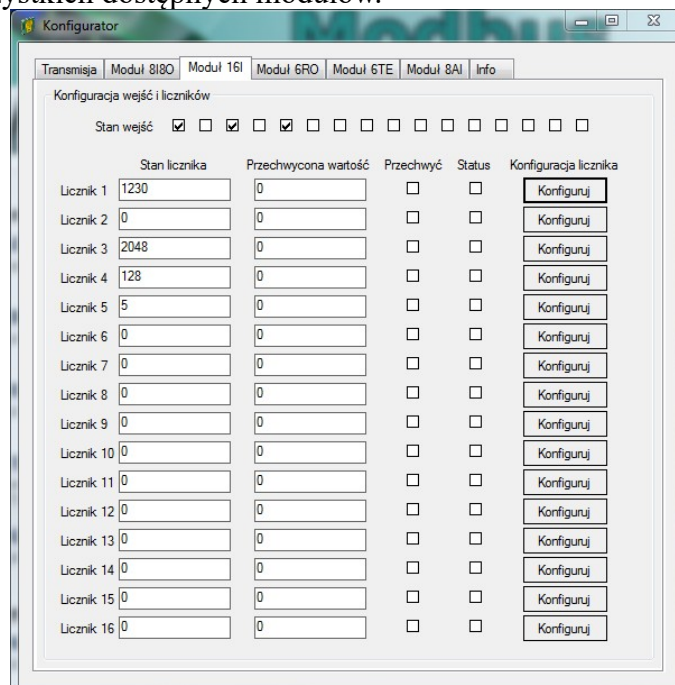 dostępnych modułów.
Konfigurator
Modbus
Transmisja Moduł 8I8O Moduł 16I Moduł 6RO Moduł 6TE Moduł 8AI Info
Konfiguracja wejść i liczników
Stan wejść
Stan licznika Przechwycona wartość Przechwyć Status Konfiguracja licznika
Licznik 1 1230 0 Konfiguruj
Licznik 2 0 0 Konfiguruj
Licznik 3 2048 0 Konfiguruj
Licznik 4 128 0 Konfiguruj
Licznik 5 5 0 Konfiguruj
Licznik 6 0 0 Konfiguruj
Licznik 7 0 0 Konfiguruj
Licznik 8 0 0 Konfiguruj
Licznik 9 0 0 Konfiguruj
Licznik 10 0 0 Konfiguruj
Licznik 11 0 0 Konfiguruj
Licznik 12 0 0 Konfiguruj
Licznik 13 0 0 Konfiguruj
Licznik 14 0 0 Konfiguruj
Licznik 15 0 0 Konfiguruj
Licznik 16 0 0 Konfiguruj